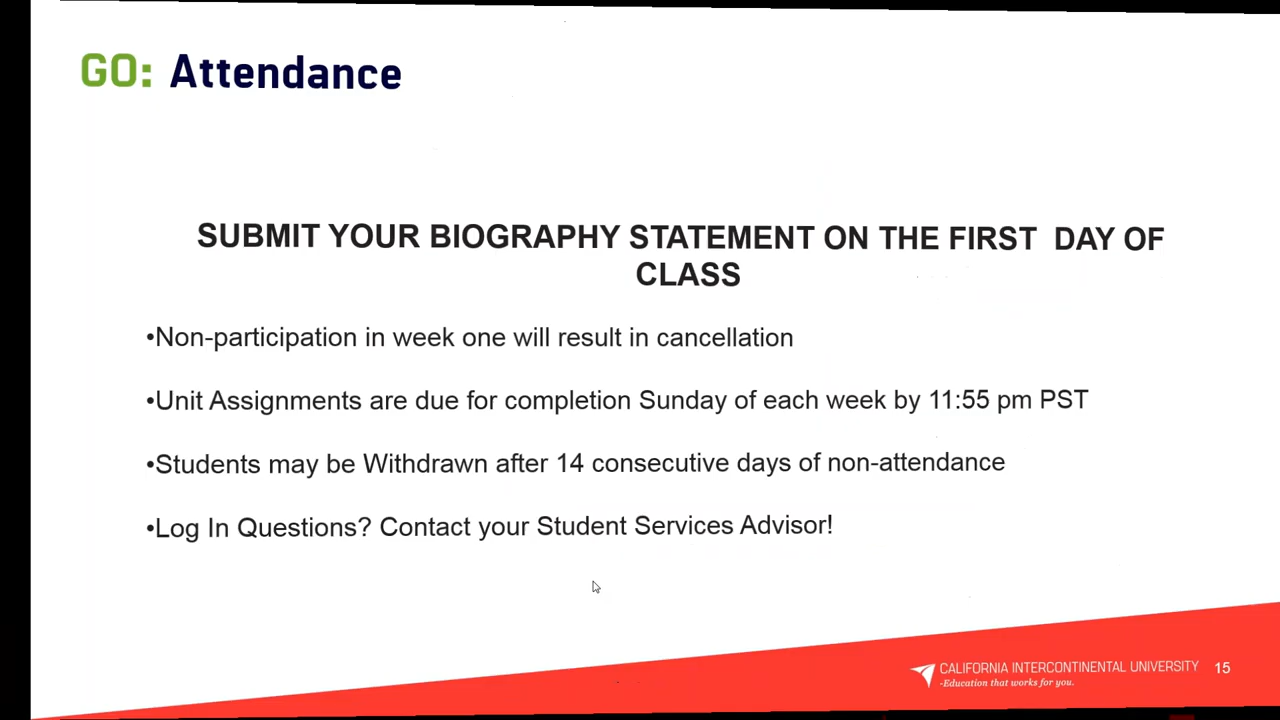 GO: Attendance
SUBMIT YOUR BIOGRAPHY STATEMENT ON THE FIRST DAY OF
CLASS
•Non-participation in week one will result in cancellation
•Unit Assignments are due for completion Sunday of each week by 11:55 pm PST
•Students may be Withdrawn after 14 consecutive days of non-attendance
•Log In Questions? Contact your Student Services Advisor!
CALIFORNIA INTERCONTINENTAL UNIVERSITY
-Education that works for you.
15